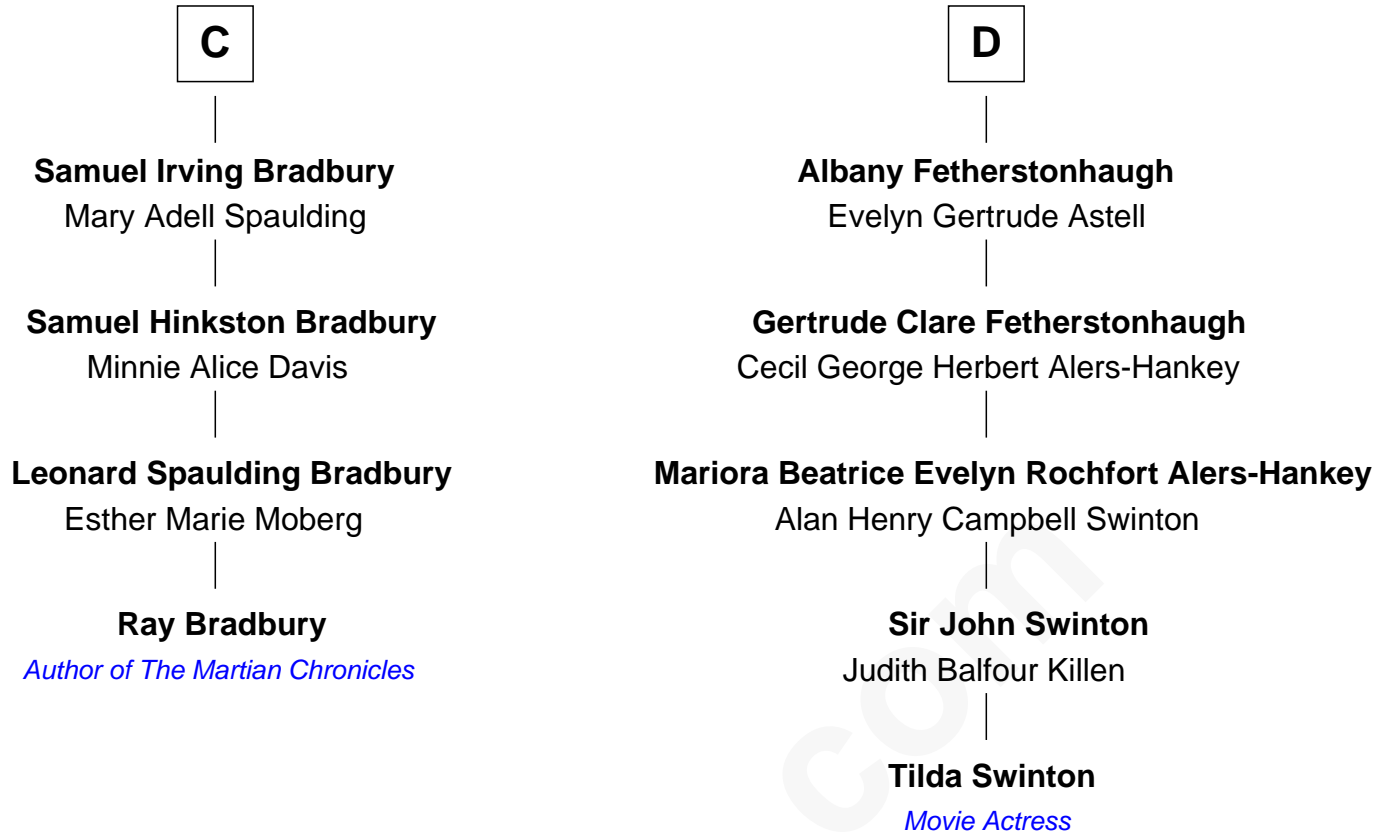 C
Samuel Irving Bradbury
Mary Adell Spaulding
Samuel Hinkston Bradbury
Minnie Alice Davis
Leonard Spaulding Bradbury
Esther Marie Moberg
Ray Bradbury
Author of The Martian Chronicles
D
Albany Fetherstonhaugh
Evelyn Gertrude Astell
Gertrude Clare Fetherstonhaugh
Cecil George Herbert Alers-Hankey
Mariora Beatrice Evelyn Rochfort Alers-Hankey
Alan Henry Campbell Swinton
Sir John Swinton
Judith Balfour Killen
Tilda Swinton
Movie Actress
com